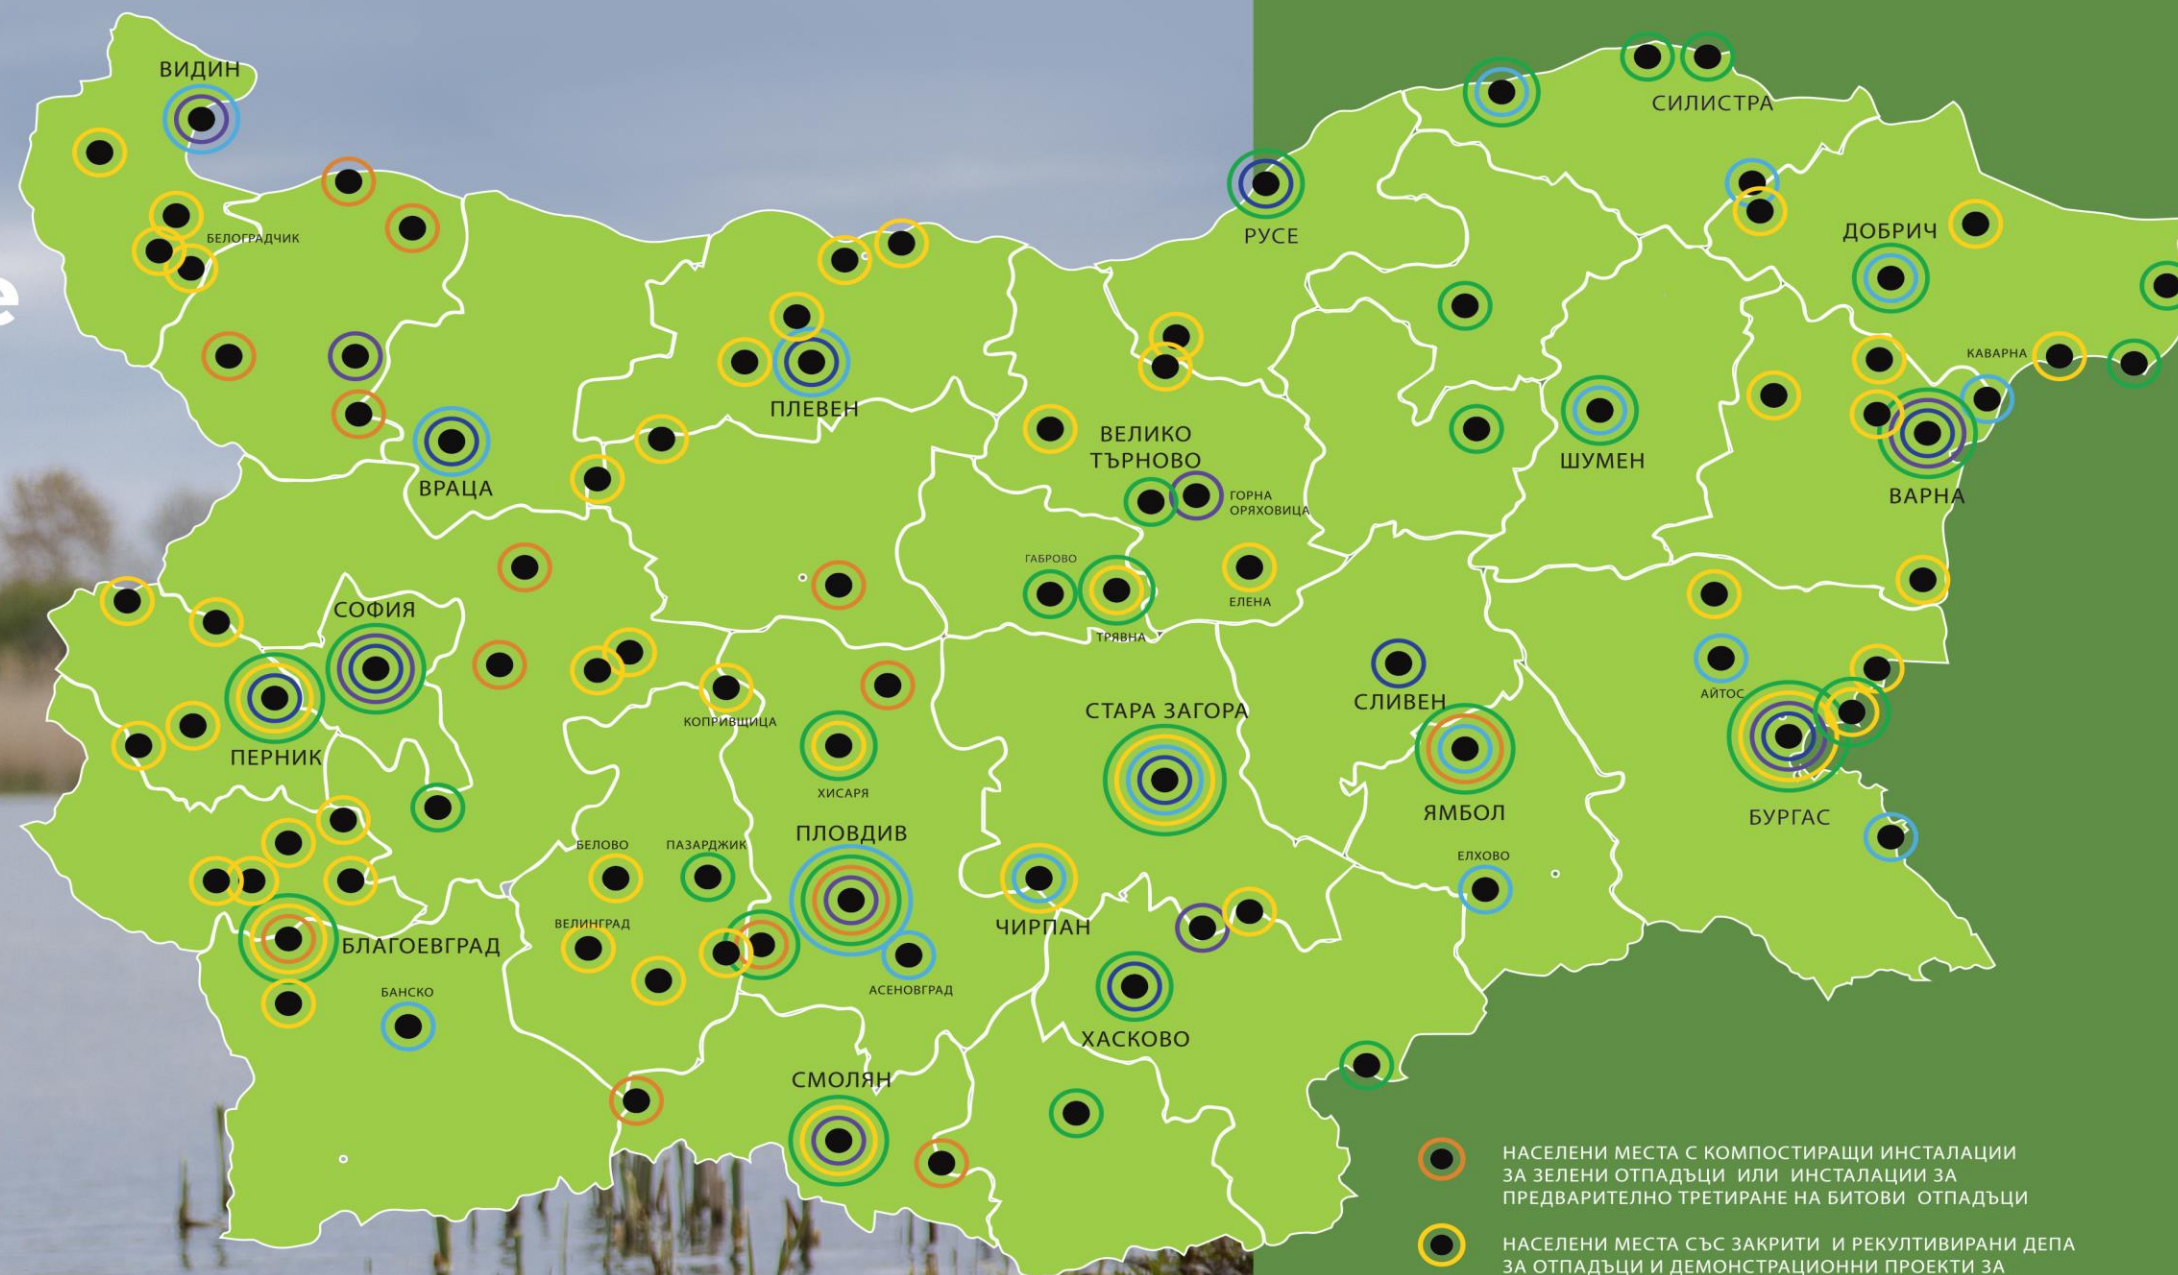 е
ВИДИН
СИЛИСТРА
БЕЛОГРАДЧИК
РУСЕ
ДОБРИЧ
КАВАРНА
ПЛЕВЕН
ВЕЛИКО
ТЪРНОВО
ШУМЕН
ВРАЦА
ВАРНА
ГОРНА
ОРЯХОВИЦА
ГАБРОВО
ЕЛЕНА
СОФИЯ
ТРЯВНА
АЙТОС
СЛИВЕН
КОПРИВЩИЦА
СТАРА ЗАГОРА
ПЕРНИК
ХИСАРЯ
ЯМБОЛ
БУРГАС
ПЛОВДИВ
БЕЛОВО
ПАЗАРДЖИК
ЕЛХОВО
ВЕЛИНГРАД
ЧИРПАН
БЛАГОЕВГРАД
БАНСКО
АСЕНОВГРАД
ХАСКОВО
СМОЛЯН
НАСЕЛЕНИ МЕСТА С КОМПОСТИРАЩИ ИНСТАЛАЦИИ
ЗА ЗЕЛЕНИ ОТПАДЪЦИ ИЛИ ИНСТАЛАЦИИ ЗА
ПРЕДВАРИТЕЛНО ТРЕТИРАНЕ НА БИТОВИ ОТПАДЪЦИ
НАСЕЛЕНИ МЕСТА СЪС ЗАКРИТИ И РЕКУЛТИВИРАНИ ДЕПА
ЗА ОТПАДЪЦИ И ДЕМОНСТРАЦИОННИ ПРОЕКТИ ЗА